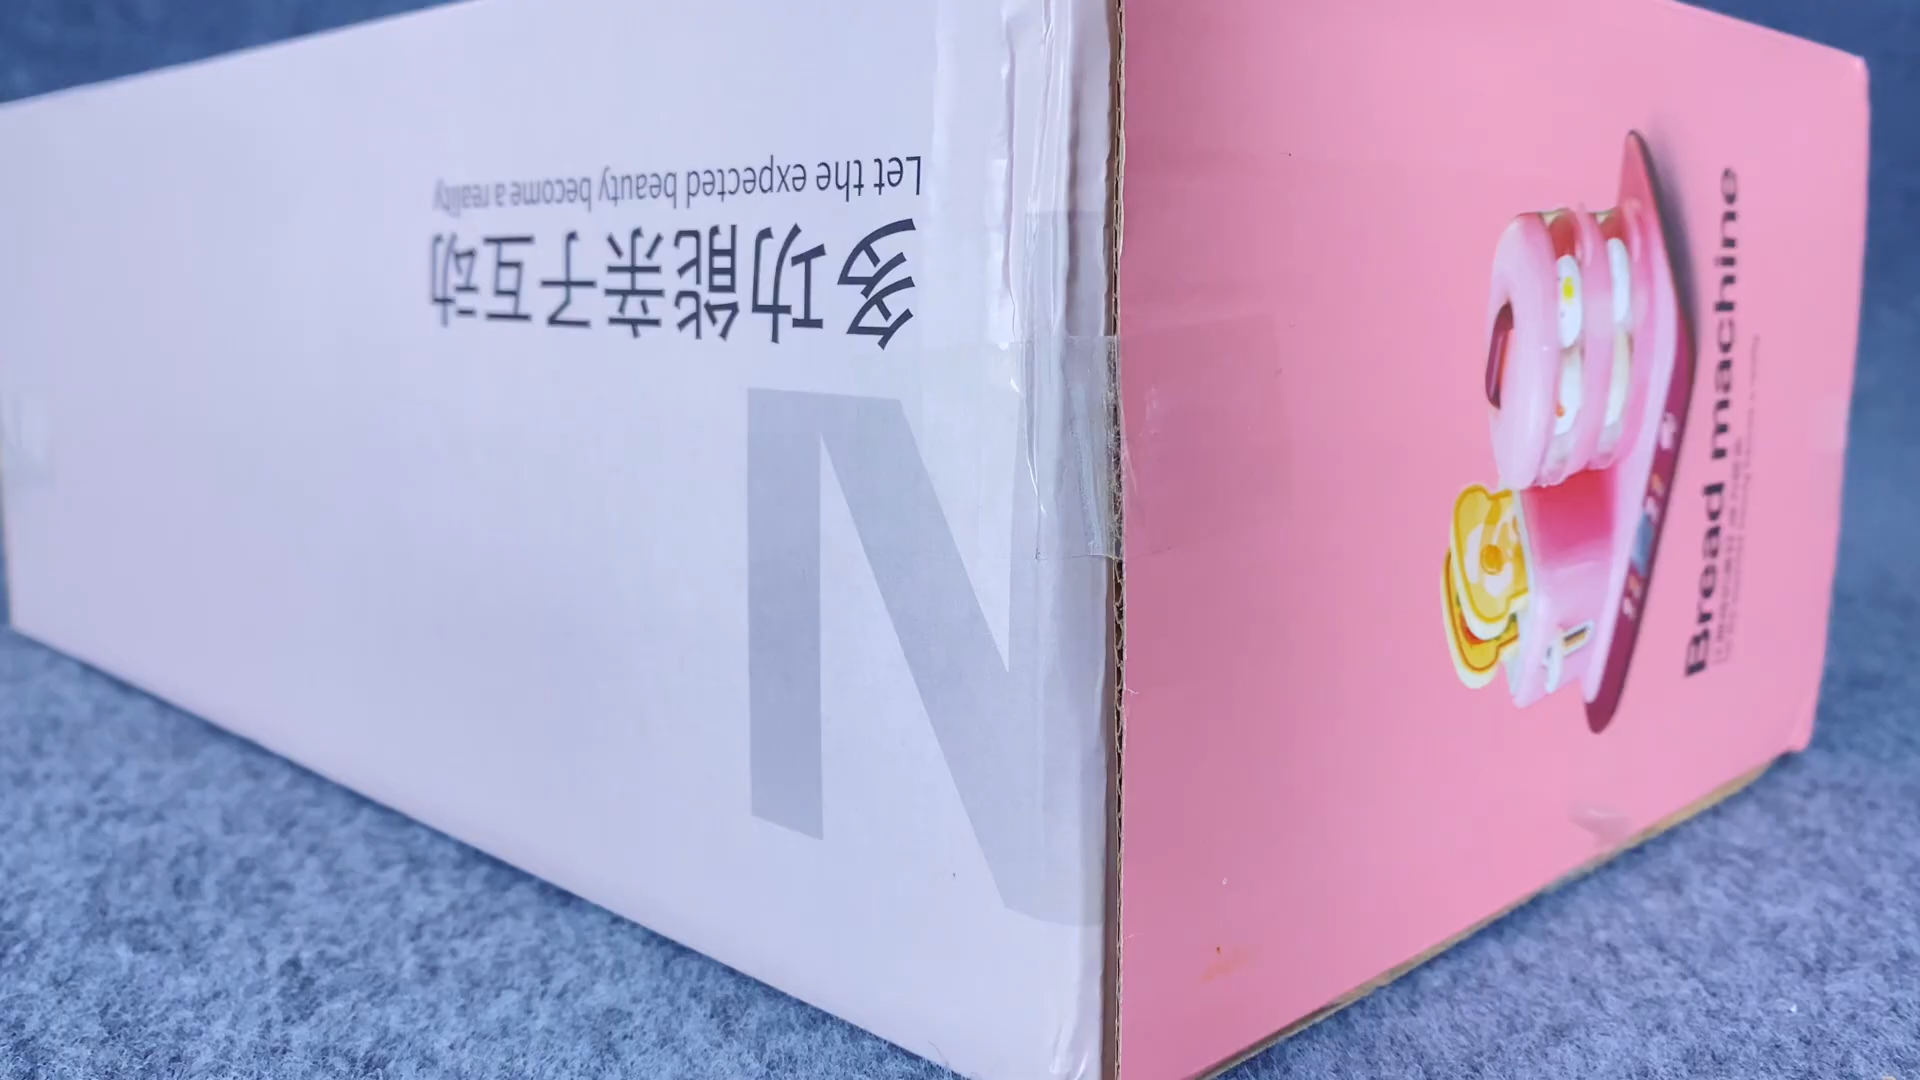 多功能亲子互动
Let the expected beauty become a reality
N
Bread machine